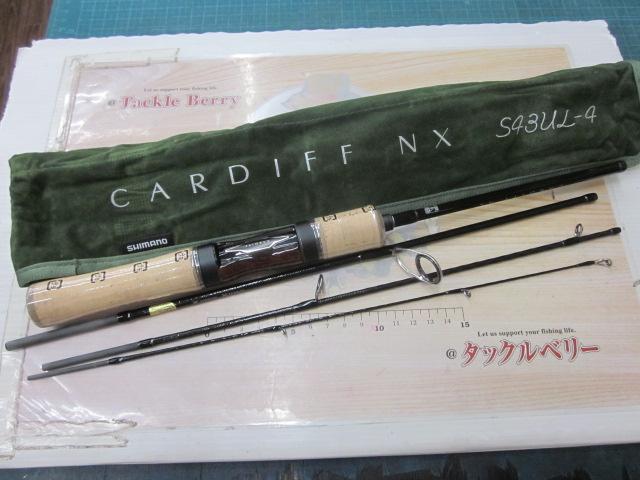 Let us support your fishing life.
@ Tackle Berry
CARDIFF NX S43UL-4
SHIMANO
10 11 12 13 14 15
Let us support your fishing life.
@ タックルベリー